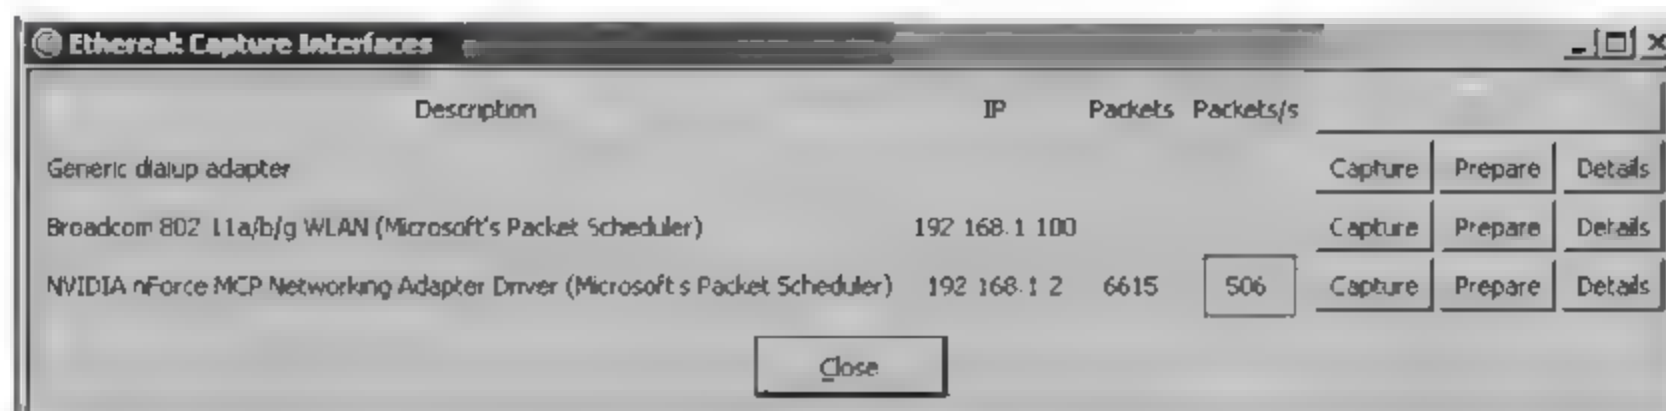 Ethereal: Capture Interfaces
Description IP Packets Packets/s
Generic dialup adapter Capture Prepare Details
Broadcom 802.11a/b/g WLAN (Microsoft's Packet Scheduler) 192.168.1.100 Capture Prepare Details
NVIDIA nForce MCP Networking Adapter Driver (Microsoft's Packet Scheduler) 192.168.1.2 6615 506 Capture Prepare Details
Close